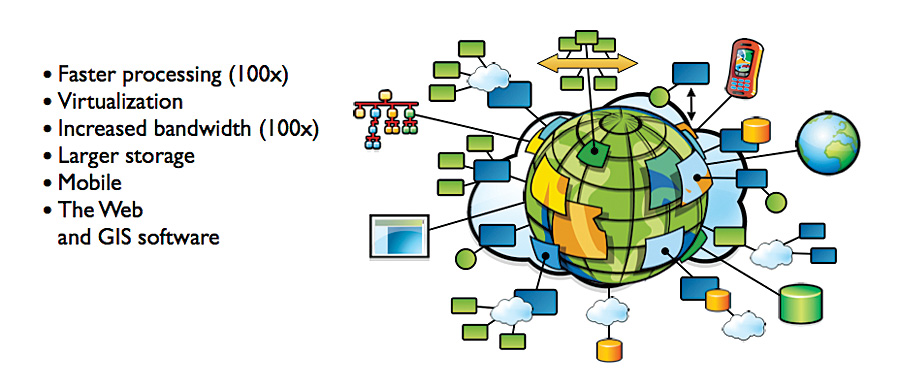 • Faster processing (100x)
• Virtualization
• Increased bandwidth (100x)
• Larger storage
• Mobile
• The Web
and GIS software